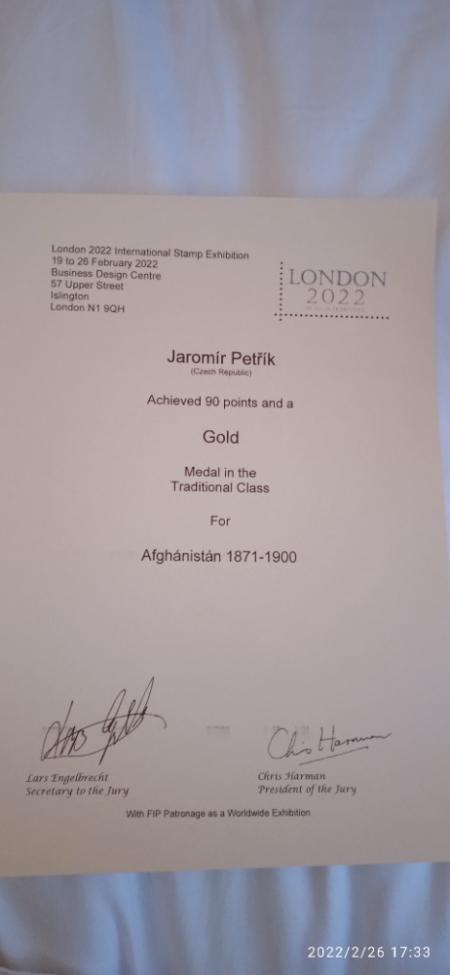 London 2022 International Stamp Exhibition
19 to 26 February 2022
Business Design Centre
57 Upper Street
Islington
London N1 9QH
LONDON
2022
Jaromír Petřík
(Czech Republic)
Achieved 90 points and a
Gold
Medal in the
Traditional Class
For
Afghánistán 1871-1900
Chris Harman
Lars Engelbrecht
Secretary to the Jury
Chris Harman
President of the Jury
With FIP Patronage as a Worldwide Exhibition
2022/2/26 17:33